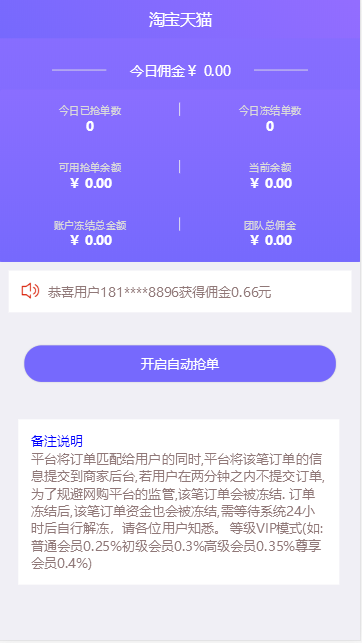 淘宝天猫
今日佣金￥ 0.00
今日已抢单数
0
今日冻结单数
0
可用抢单余额
￥ 0.00
当前余额
￥ 0.00
账户冻结总金额
￥ 0.00
团队总佣金
￥ 0.00
恭喜用户181****8896获得佣金0.66元
开启自动抢单
备注说明
平台将订单匹配给用户的同时,平台将该笔订单的信
息提交到商家后台,若用户在两分钟之内不提交订单,
为了规避网购平台的监管,该笔订单会被冻结. 订单
冻结后,该笔订单资金也会被冻结,需等待系统24小
时后自行解冻，请各位用户知悉。 等级VIP模式(如:
普通会员0.25%初级会员0.3%高级会员0.35%尊享
会员0.4%)